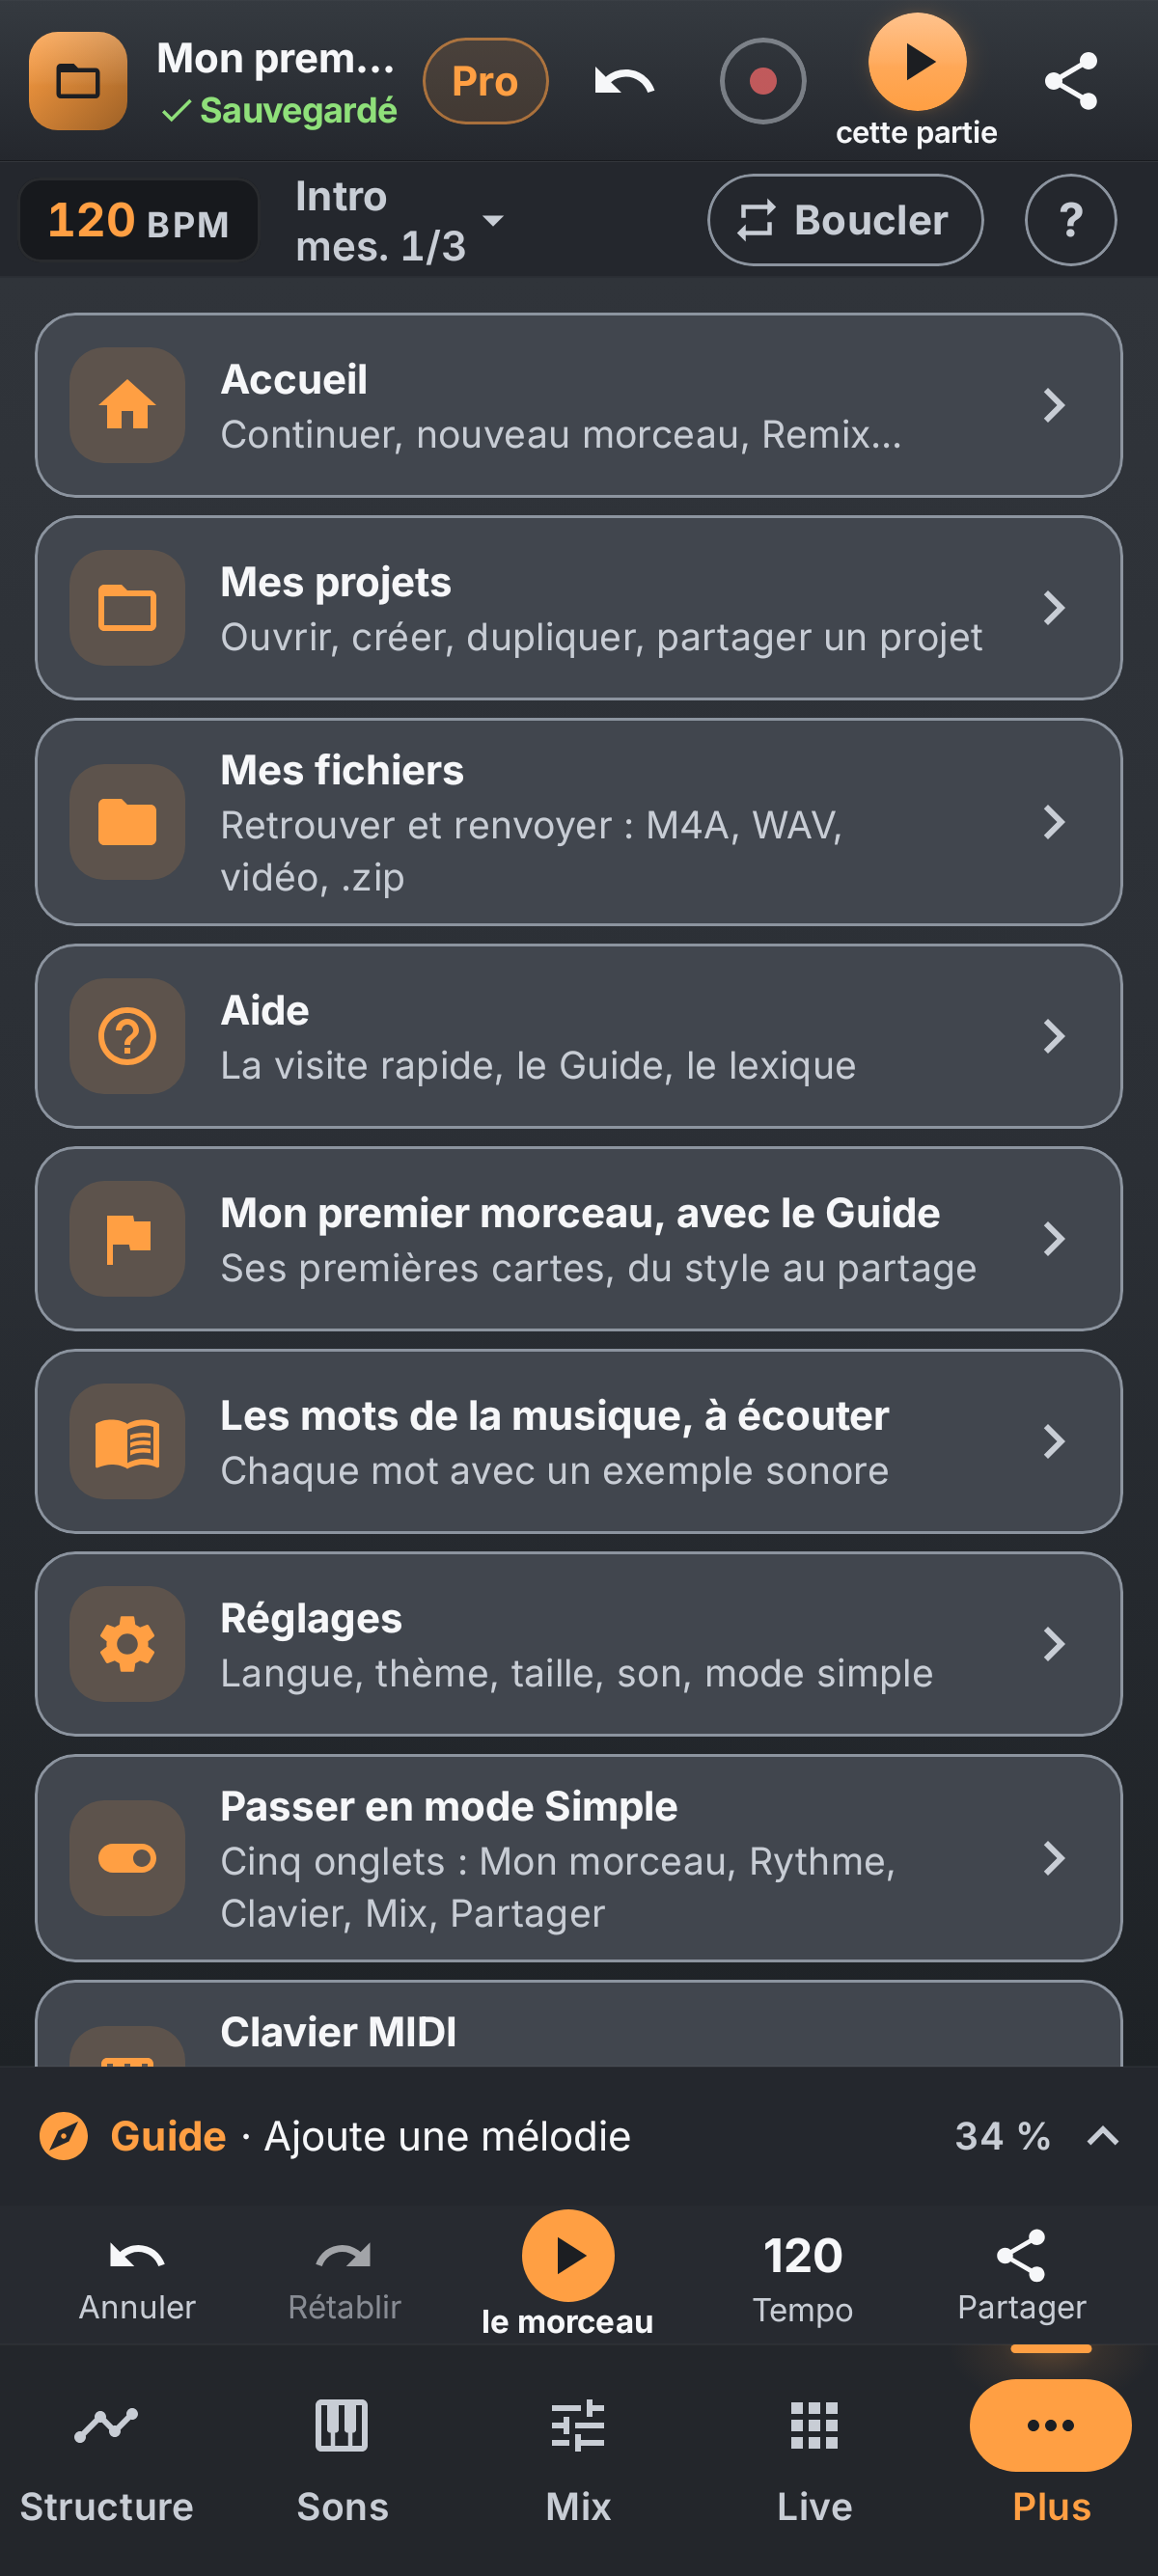 Mon prem...
Sauvegardé
Pro
cette partie
120 BPM
Intro
mes. 1/3
Boucler
?
Accueil
Continuer, nouveau morceau, Remix...
Mes projets
Ouvrir, créer, dupliquer, partager un projet
Mes fichiers
Retrouver et renvoyer : M4A, WAV,
vidéo, .zip
Aide
La visite rapide, le Guide, le lexique
Mon premier morceau, avec le Guide
Ses premières cartes, du style au partage
Les mots de la musique, à écouter
Chaque mot avec un exemple sonore
Réglages
Langue, thème, taille, son, mode simple
Passer en mode Simple
Cinq onglets : Mon morceau, Rythme,
Clavier, Mix, Partager
Clavier MIDI
Guide · Ajoute une mélodie
34 %
Annuler
Rétablir
le morceau
120
Tempo
Partager
Structure
Sons
Mix
Live
Plus